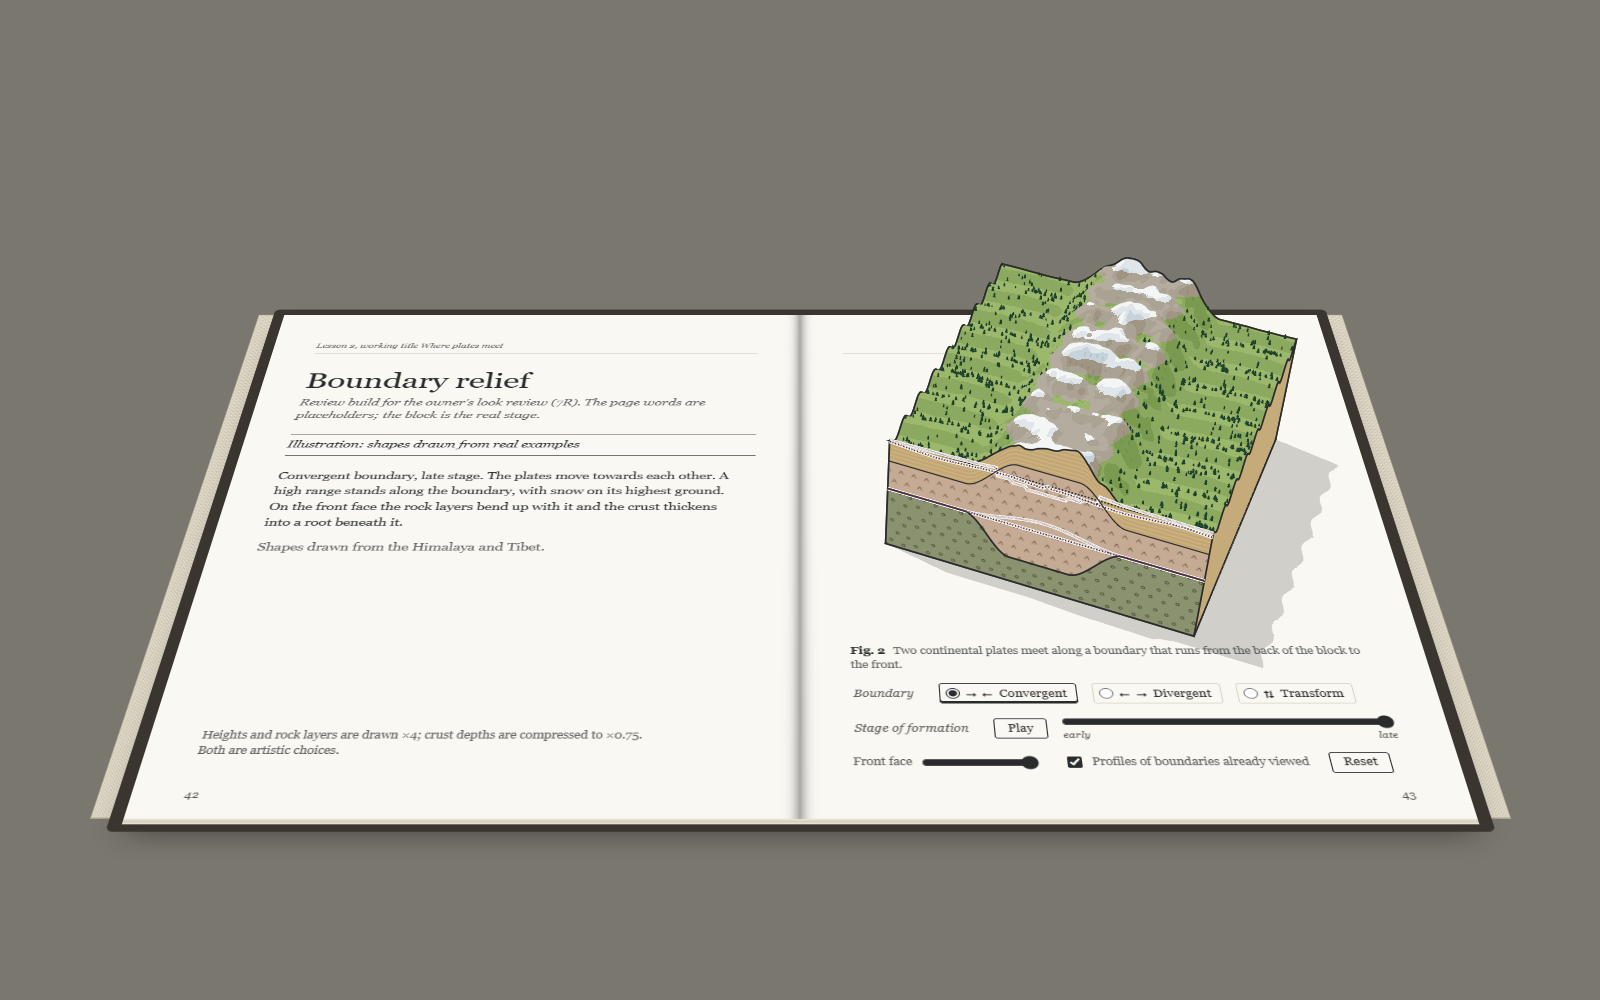 Lesson 2, working title Where plates meet
Boundary relief
Review build for the owner's look review (7R). The page words are
placeholders; the block is the real stage.
Illustration: shapes drawn from real examples
Convergent boundary, late stage. The plates move towards each other. A
high range stands along the boundary, with snow on its highest ground.
On the front face the rock layers bend up with it and the crust thickens
into a root beneath it.
Shapes drawn from the Himalaya and Tibet.
Heights and rock layers are drawn ×4; crust depths are compressed to ×0.75.
Both are artistic choices.
42
Fig. 2 Two continental plates meet along a boundary that runs from the back of the block to
the front.
Boundary → ← Convergent ← → Divergent ⇅ Transform
Stage of formation Play early late
Front face Profiles of boundaries already viewed Reset
43